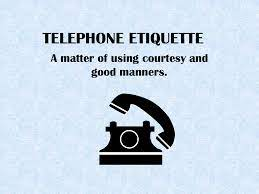 TELEPHONE ETIQUETTE
A matter of using courtesy and
good manners.